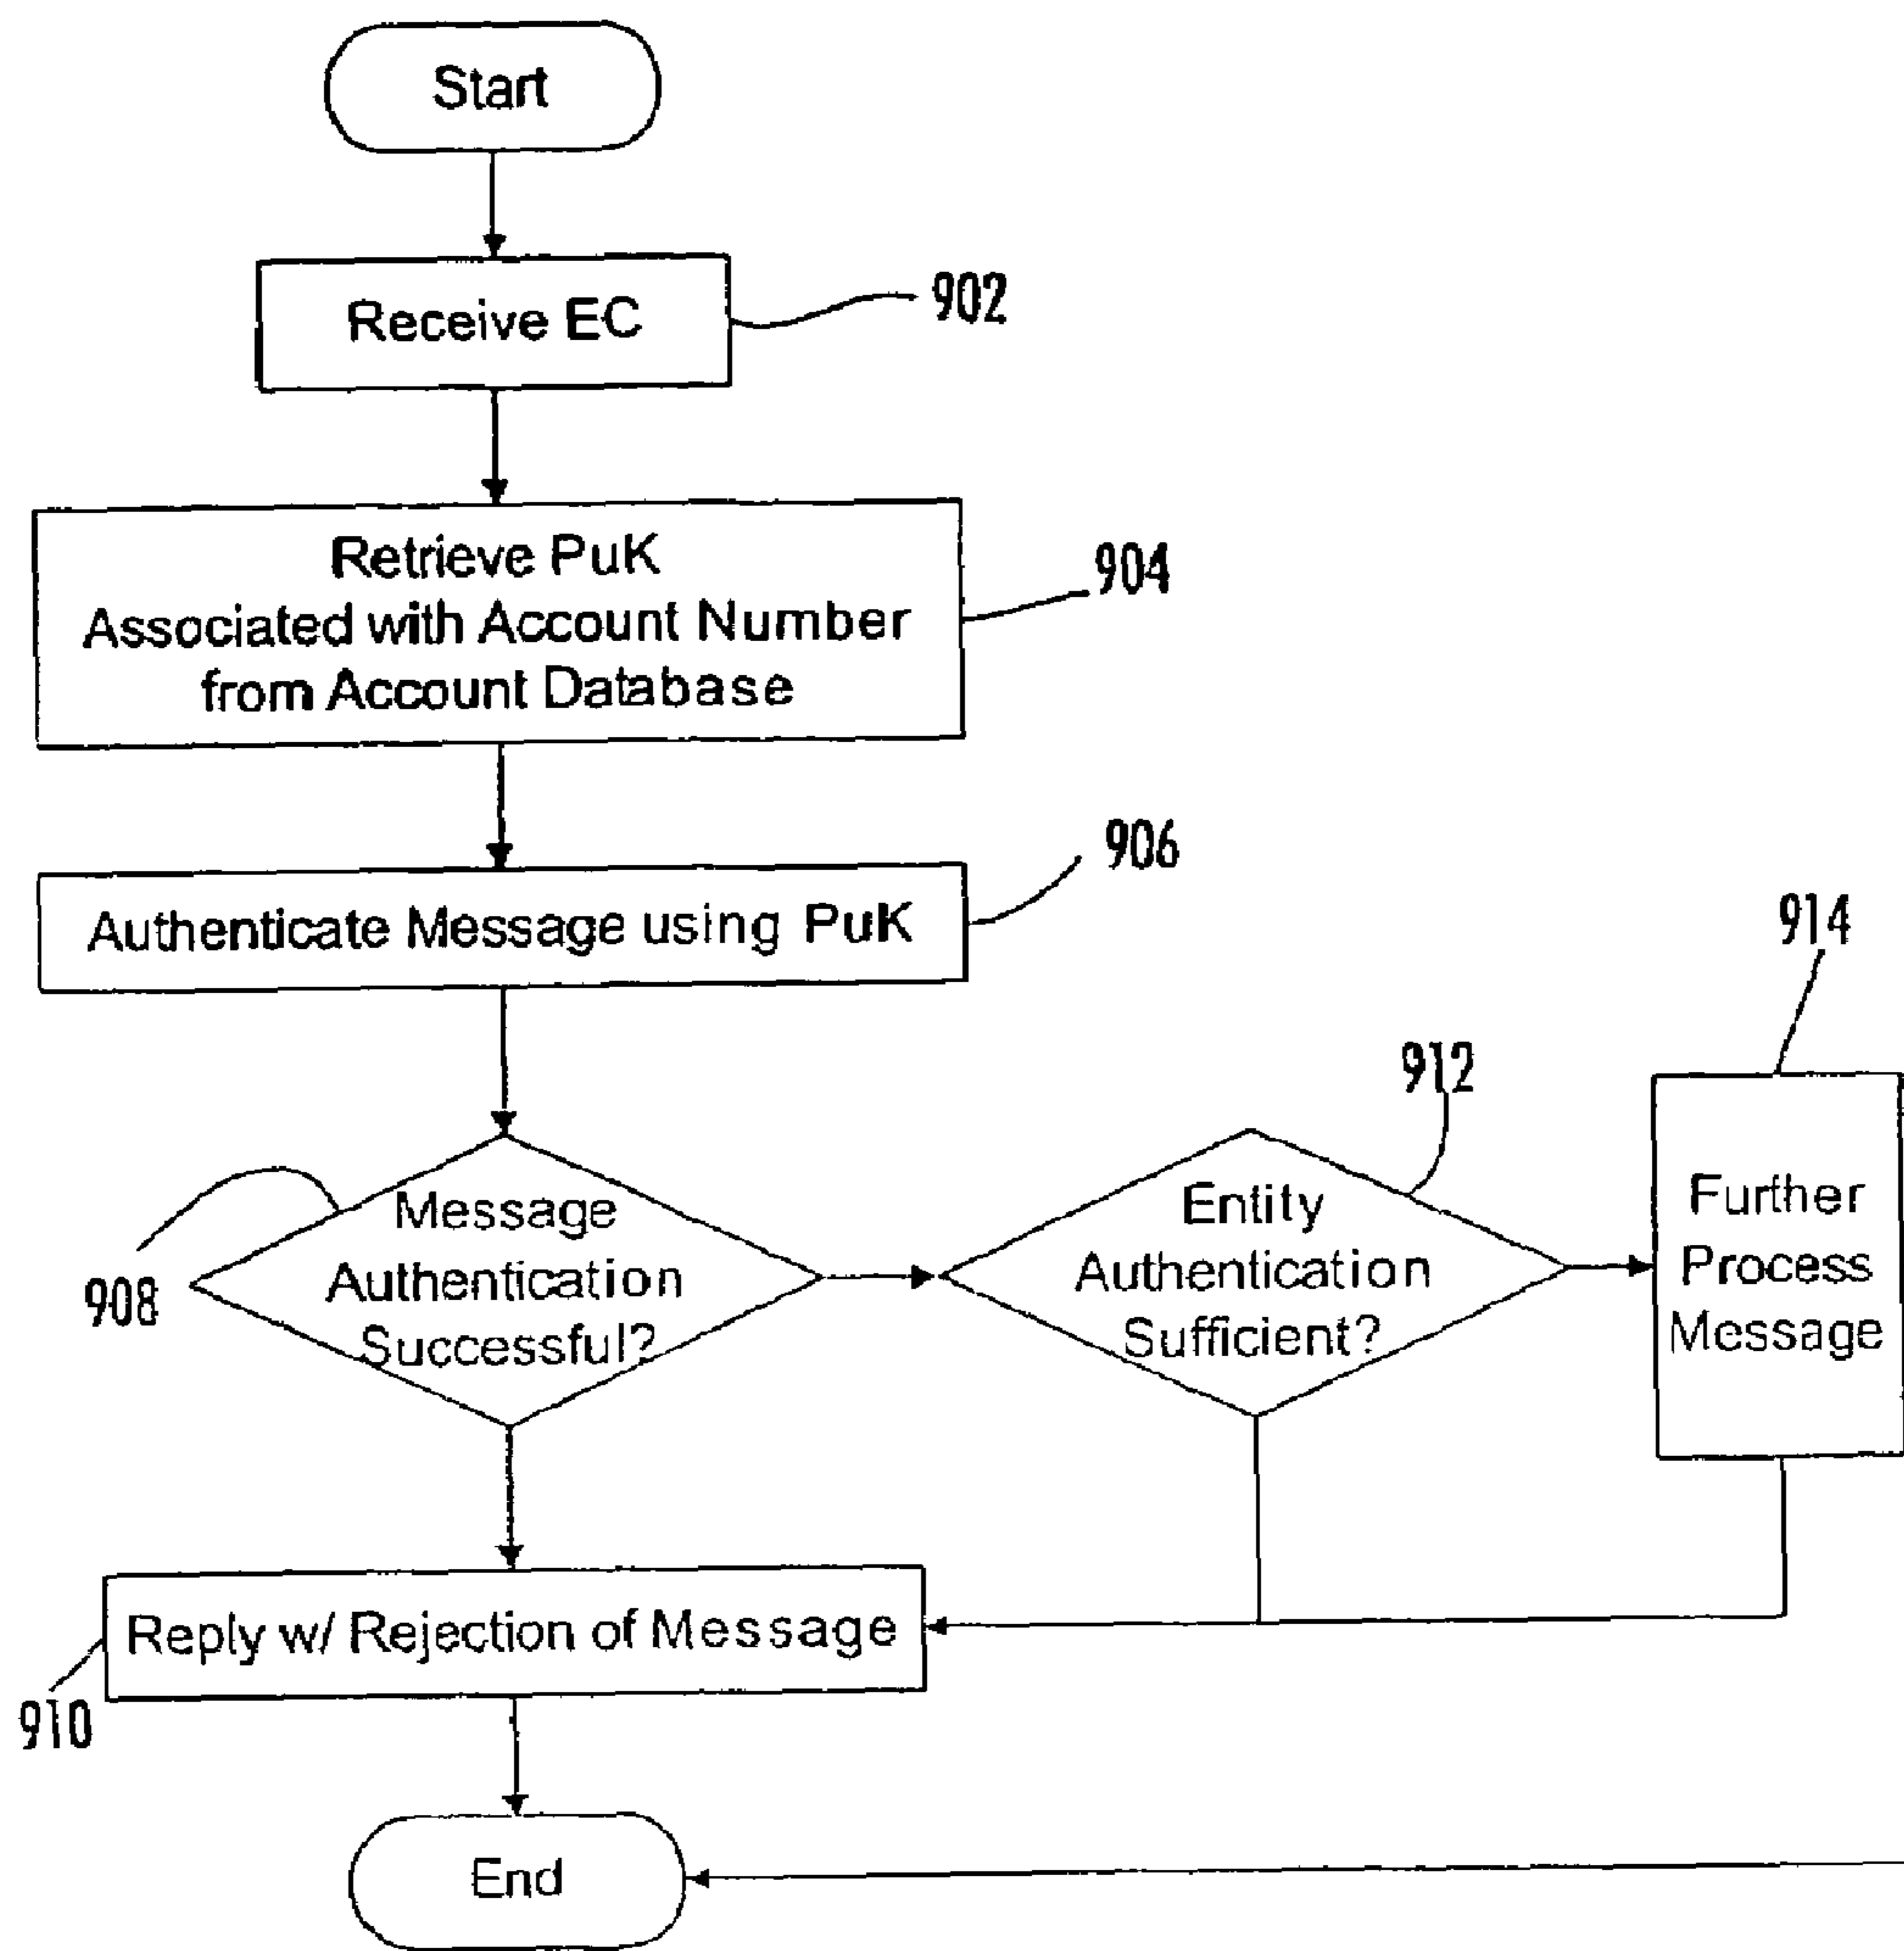 Start
Receive EC
902
Retrieve PuK
Associated with Account Number
from Account Database
904
Authenticate Message using PuK
906
908
Message
Authentication
Successful?
912
Entity
Authentication
Sufficient?
914
Further
Process
Message
Reply w/ Rejection of Message
910
End